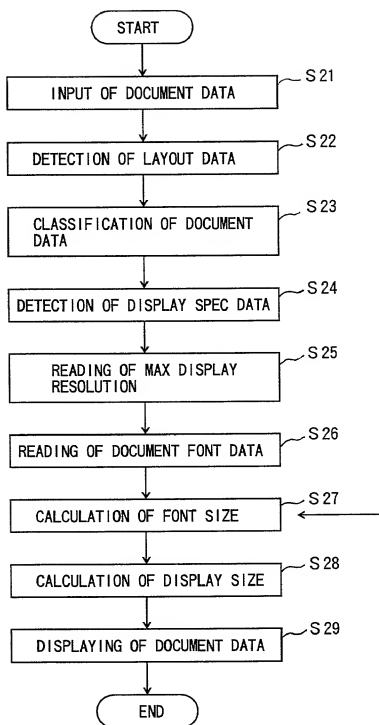 START
S21
INPUT OF DOCUMENT DATA
S22
DETECTION OF LAYOUT DATA
S23
CLASSIFICATION OF DOCUMENT
DATA
S24
DETECTION OF DISPLAY SPEC DATA
S25
READING OF MAX DISPLAY
RESOLUTION
S26
READING OF DOCUMENT FONT DATA
S27
CALCULATION OF FONT SIZE
S28
CALCULATION OF DISPLAY SIZE
S29
DISPLAYING OF DOCUMENT DATA
END